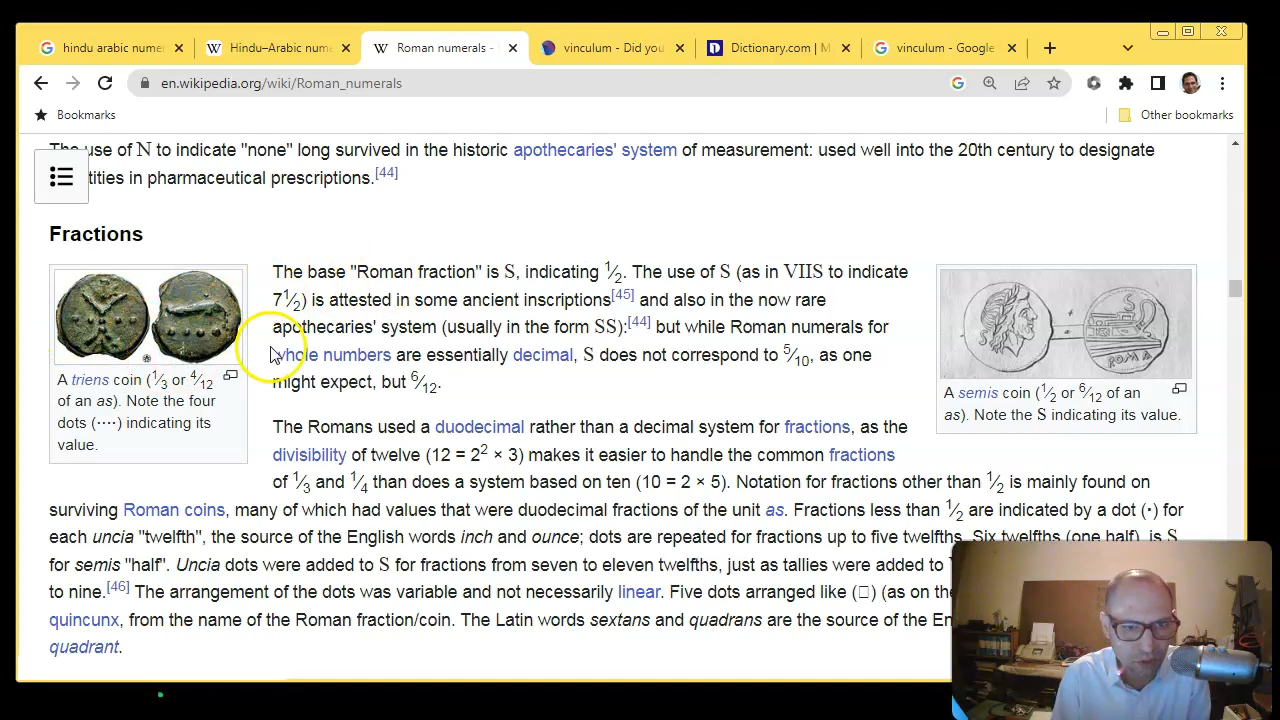 hindu arabic nume
Hindu–Arabic num
Roman numerals -
vinculum - Did you
Dictionary.com | M
vinculum - Google
en.wikipedia.org/wiki/Roman_numerals
Bookmarks
Other bookmarks
The use of N to indicate "none" long survived in the historic apothecaries' system of measurement: used well into the 20th century to designate
tities in pharmaceutical prescriptions.[44]
Fractions
The base "Roman fraction" is S, indicating 1⁄2. The use of S (as in VIIS to indicate
7 1⁄2) is attested in some ancient inscriptions[45] and also in the now rare
apothecaries' system (usually in the form SS):[44] but while Roman numerals for
whole numbers are essentially decimal, S does not correspond to 5⁄10, as one
might expect, but 6⁄12.
A triens coin (1⁄3 or 4⁄12
of an as). Note the four
dots (····) indicating its
value.
S
ROMA
A semis coin (1⁄2 or 6⁄12 of an
as). Note the S indicating its value.
The Romans used a duodecimal rather than a decimal system for fractions, as the
divisibility of twelve (12 = 2² × 3) makes it easier to handle the common fractions
of 1⁄3 and 1⁄4 than does a system based on ten (10 = 2 × 5). Notation for fractions other than 1⁄2 is mainly found on
surviving Roman coins, many of which had values that were duodecimal fractions of the unit as. Fractions less than 1⁄2 are indicated by a dot (·) for
each uncia "twelfth", the source of the English words inch and ounce; dots are repeated for fractions up to five twelfths. Six twelfths (one half), is S
for semis "half". Uncia dots were added to S for fractions from seven to eleven twelfths, just as tallies were added to
to nine.[46] The arrangement of the dots was variable and not necessarily linear. Five dots arranged like (□) (as on the
quincunx, from the name of the Roman fraction/coin. The Latin words sextans and quadrans are the source of the En
quadrant.